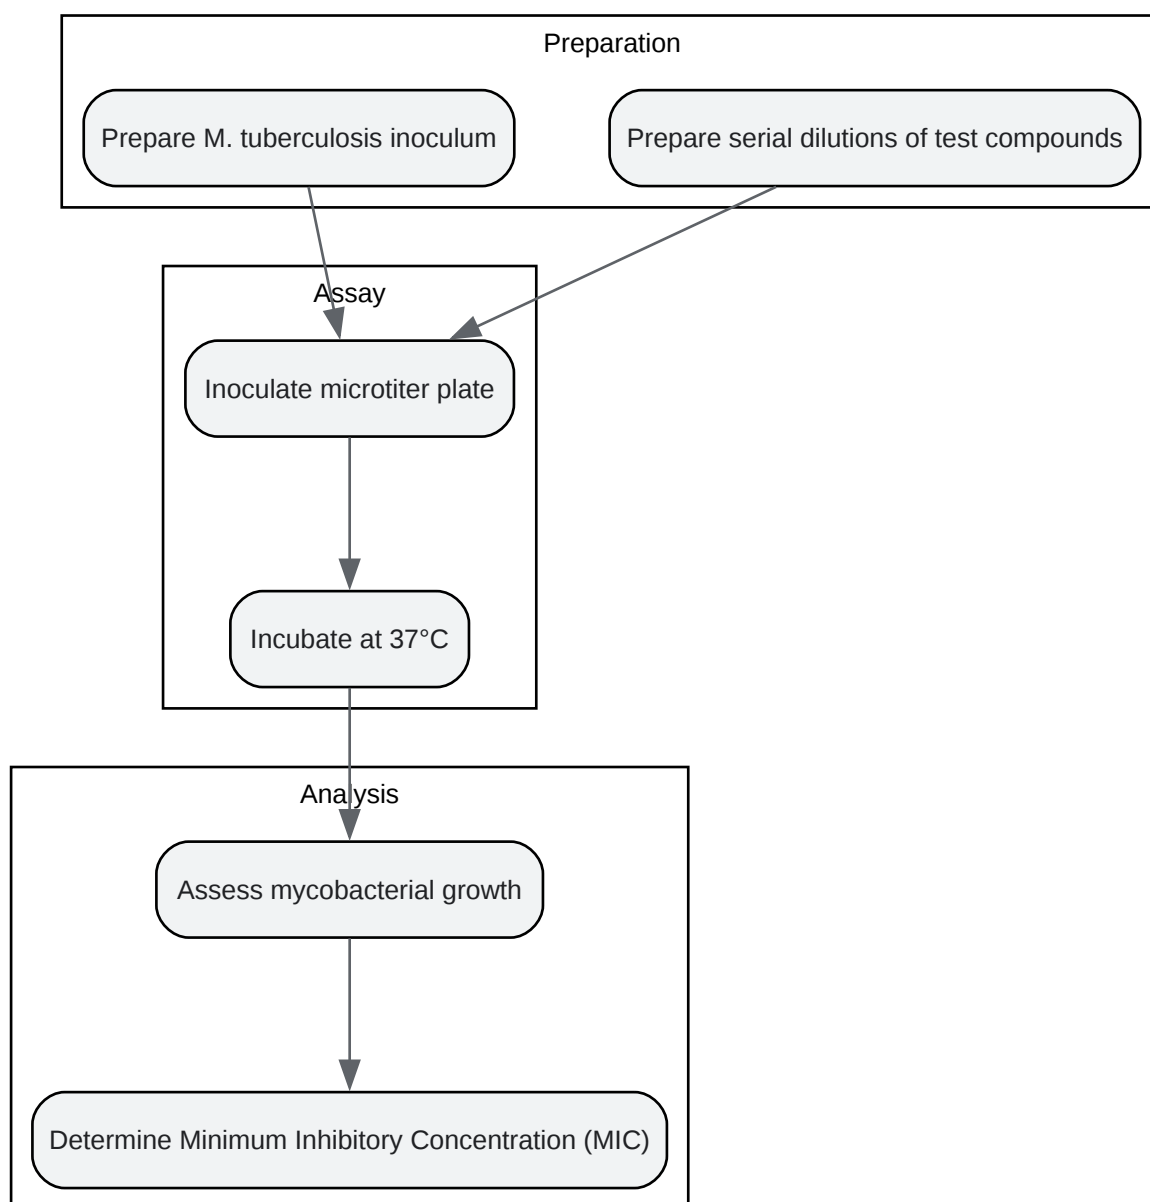 Preparation
Prepare M. tuberculosis inoculum
Prepare serial dilutions of test compounds
Assay
Inoculate microtiter plate
Incubate at 37°C
Analysis
Assess mycobacterial growth
Determine Minimum Inhibitory Concentration (MIC)